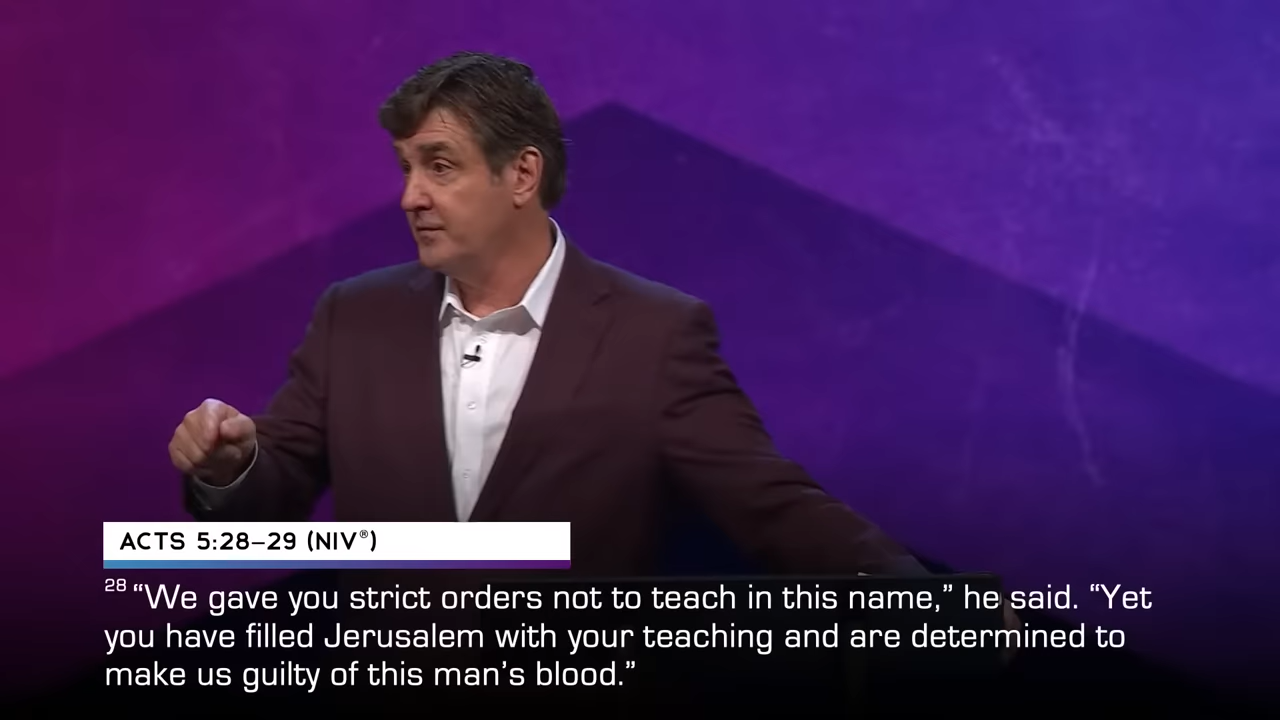 ACTS 5:28–29 (NIV®)
28 “We gave you strict orders not to teach in this name,” he said. “Yet
you have filled Jerusalem with your teaching and are determined to
make us guilty of this man’s blood.”